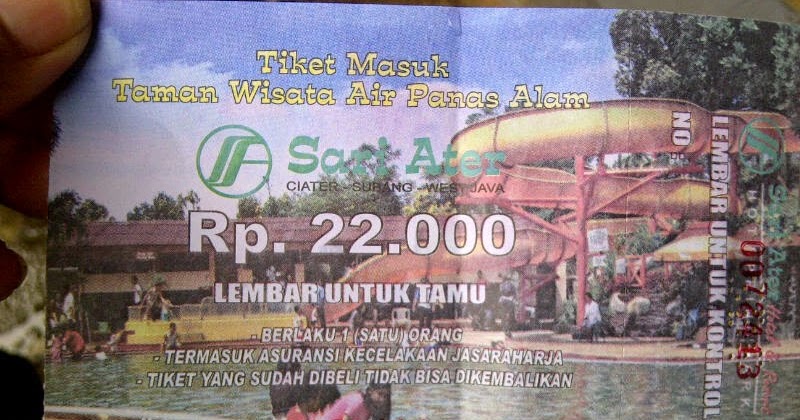 Tiket Masuk
Taman Wisata Air Panas Alam
Sari Ater
CIATER - SUBANG - WEST JAVA
Rp. 22.000
LEMBAR UNTUK TAMU
- BERLAKU 1 (SATU) ORANG
- TERMASUK ASURANSI KECELAKAAN JASARAHARJA
- TIKET YANG SUDAH DIBELI TIDAK BISA DIKEMBALIKAN
LEMBAR UNTUK KONTROL
NO
Sari Ater